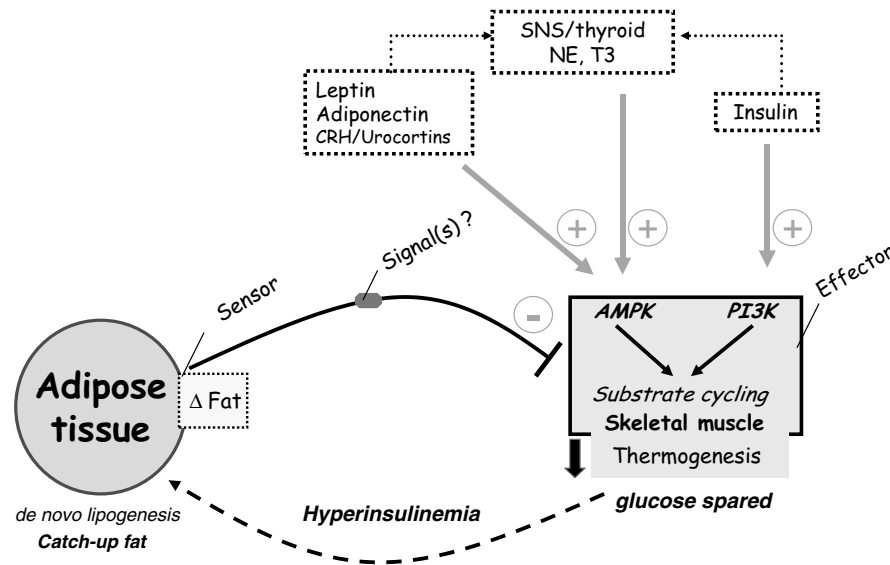 SNS/thyroid
NE, T3
Leptin
Adiponectin
CRH/Urocortins
Insulin
+
+
+
Signal(s) ?
Sensor
Effector
-
AMPK
PI3K
Adipose
tissue
Δ Fat
Substrate cycling
Skeletal muscle
Thermogenesis
de novo lipogenesis
Catch-up fat
Hyperinsulinemia
glucose spared